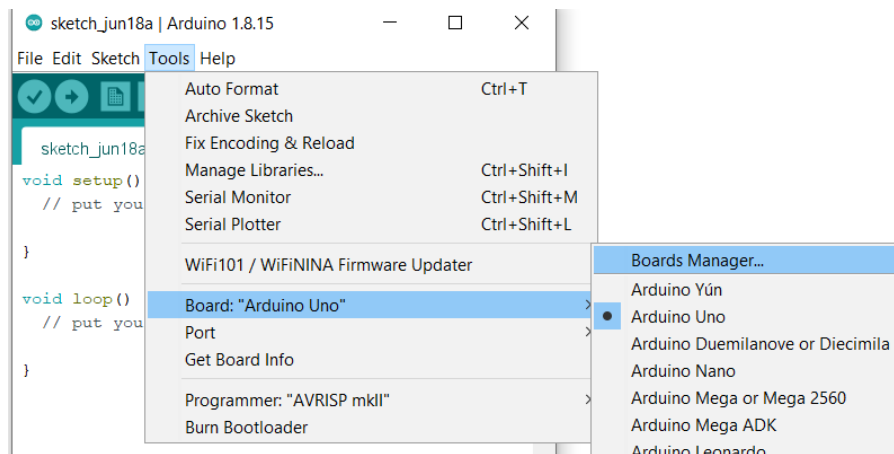 sketch_jun18a | Arduino 1.8.15
File Edit Sketch Tools Help
Auto Format Ctrl+T
Archive Sketch
Fix Encoding & Reload
Manage Libraries... Ctrl+Shift+I
Serial Monitor Ctrl+Shift+M
Serial Plotter Ctrl+Shift+L
WiFi101 / WiFiNINA Firmware Updater
Board: "Arduino Uno"
Port
Get Board Info
Programmer: "AVRISP mkII"
Burn Bootloader
sketch_jun18a
void setup()
// put you
}
void loop()
// put you
}
Boards Manager...
Arduino Yún
Arduino Uno
Arduino Duemilanove or Diecimila
Arduino Nano
Arduino Mega or Mega 2560
Arduino Mega ADK
Arduino Leonardo